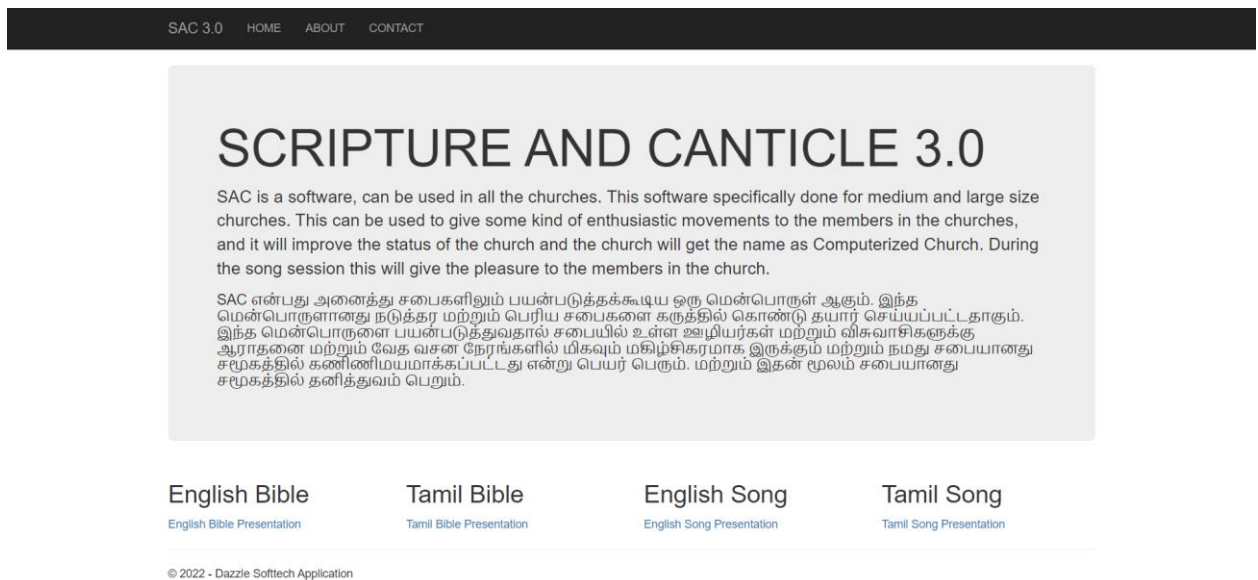 SAC 3.0 HOME ABOUT CONTACT
SCRIPTURE AND CANTICLE 3.0
SAC is a software, can be used in all the churches. This software specifically done for medium and large size
churches. This can be used to give some kind of enthusiastic movements to the members in the churches,
and it will improve the status of the church and the church will get the name as Computerized Church. During
the song session this will give the pleasure to the members in the church.
SAC என்பது அனைத்து சபைகளிலும் பயன்படுத்தக்கூடிய ஒரு மென்பொருள் ஆகும். இந்த
மென்பொருளானது நடுத்தர மற்றும் பெரிய சபைகளை கருத்தில் கொண்டு தயார் செய்யப்பட்டதாகும்.
இந்த மென்பொருளை பயன்படுத்துவதால் சபையில் உள்ள ஊழியர்கள் மற்றும் விசுவாசிகளுக்கு
ஆராதனை மற்றும் வேத வசன நேரங்களில் மிகவும் மகிழ்சிகரமாக இருக்கும் மற்றும் நமது சபையானது
சமூகத்தில் கணிணிமயமாக்கப்பட்டது என்று பெயர் பெரும். மற்றும் இதன் மூலம் சபையானது
சமூகத்தில் தனித்துவம் பெறும்.
English Bible Tamil Bible English Song Tamil Song
English Bible Presentation Tamil Bible Presentation English Song Presentation Tamil Song Presentation
© 2022 - Dazzle Softtech Application